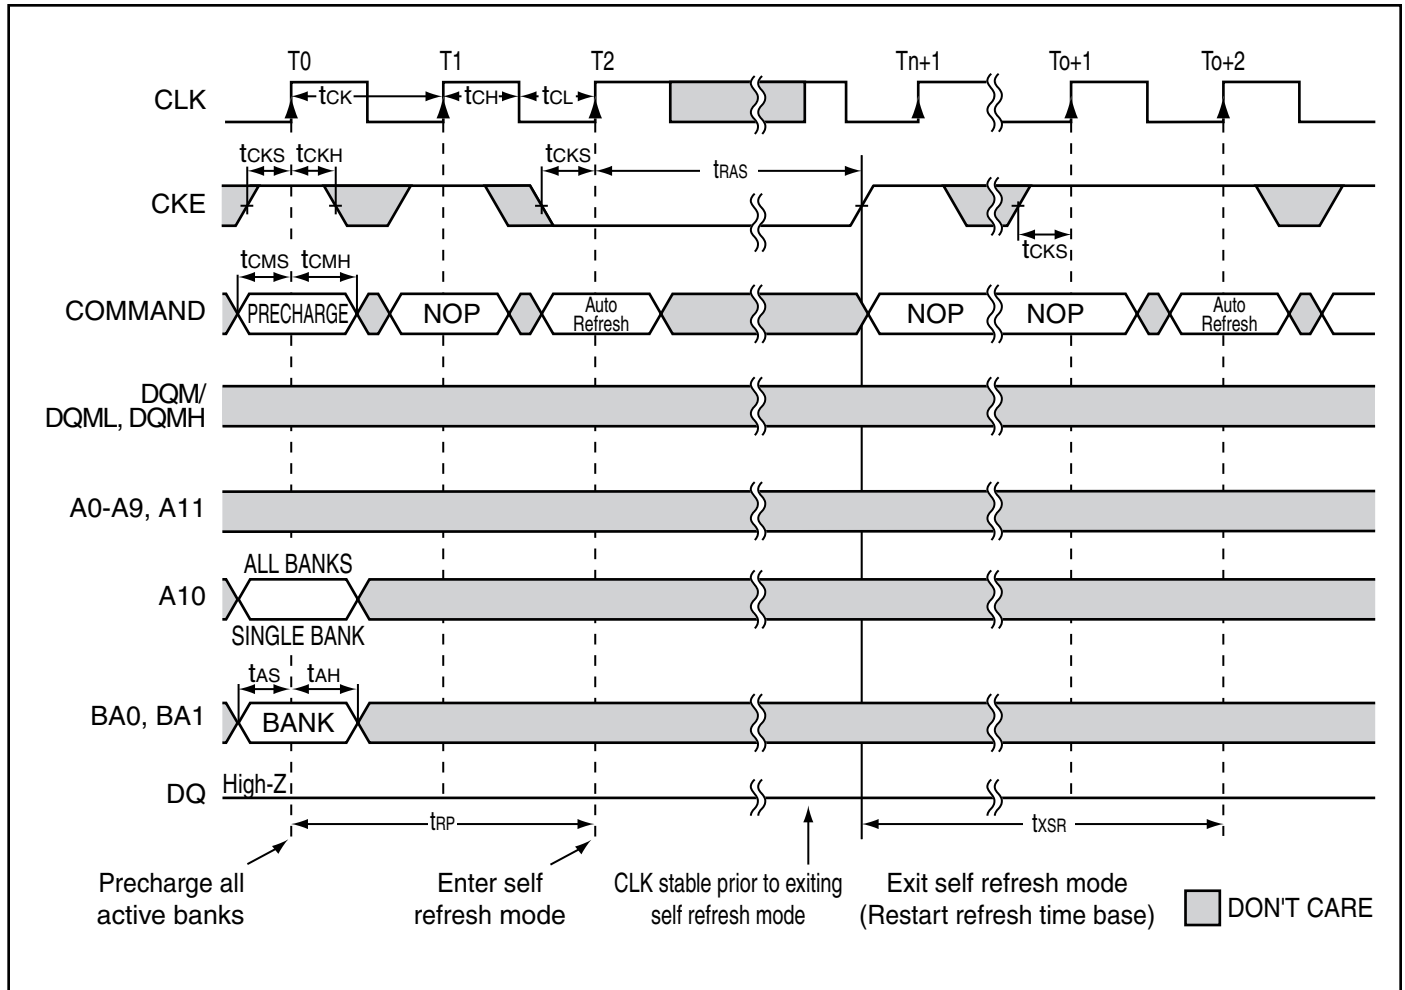 T0 T1 T2 Tn+1 To+1 To+2
CLK
tCK tCH tCL
tCKS tCKH tCKS tRAS
CKE
tCKS
tCMS tCMH
COMMAND PRECHARGE NOP Auto Refresh NOP NOP Auto Refresh
DQM/
DQML, DQMH
A0-A9, A11
ALL BANKS
A10
SINGLE BANK
tAS tAH
BA0, BA1 BANK
DQ High-Z
tRP tXSR
Precharge all
active banks
Enter self
refresh mode
CLK stable prior to exiting
self refresh mode
Exit self refresh mode
(Restart refresh time base)
DON'T CARE